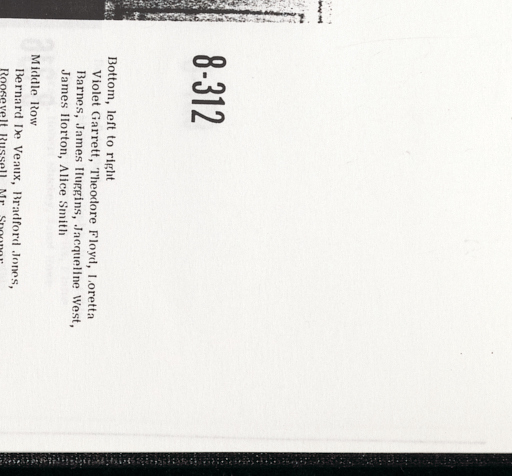 8-312
Bottom, left to right
Violet Garrett, Theodore Floyd, Loretta
Barnes, James Huggins, Jacqueline West,
James Horton, Alice Smith
Middle Row
Bernard De Veaux, Bradford Jones,
Roosevelt Russell, Mr. Spooner